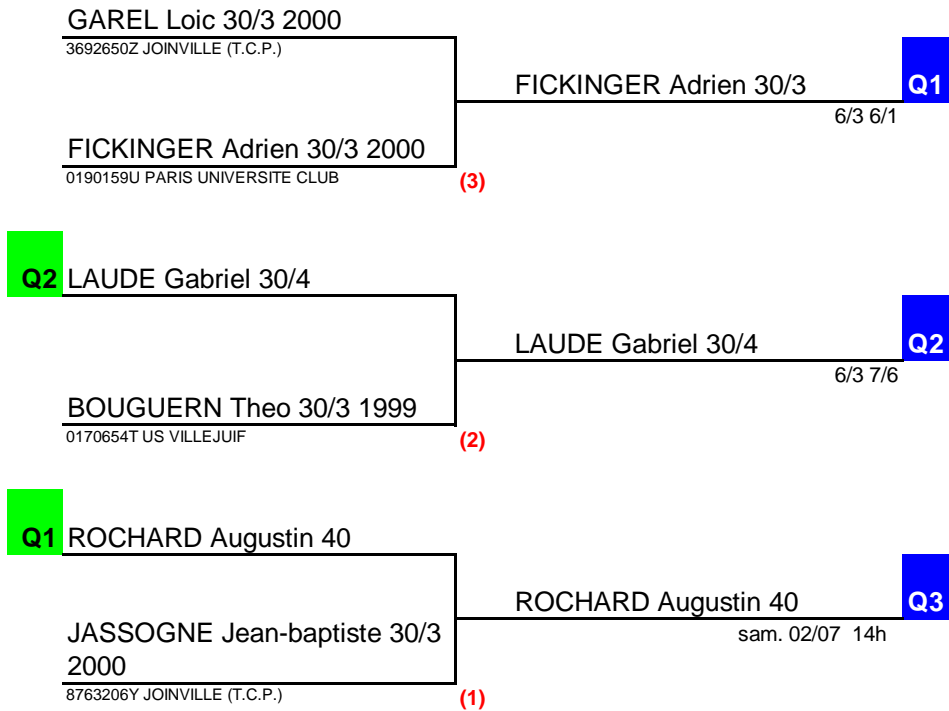 GAREL Loic 30/3 2000
3692650Z JOINVILLE (T.C.P.)
FICKINGER Adrien 30/3
Q1
6/3 6/1
FICKINGER Adrien 30/3 2000
0190159U PARIS UNIVERSITE CLUB
(3)
Q2 LAUDE Gabriel 30/4
LAUDE Gabriel 30/4
Q2
6/3 7/6
BOUGUERN Theo 30/3 1999
0170654T US VILLEJUIF
(2)
Q1 ROCHARD Augustin 40
ROCHARD Augustin 40
Q3
sam. 02/07 14h
JASSOGNE Jean-baptiste 30/3
2000
8763206Y JOINVILLE (T.C.P.)
(1)